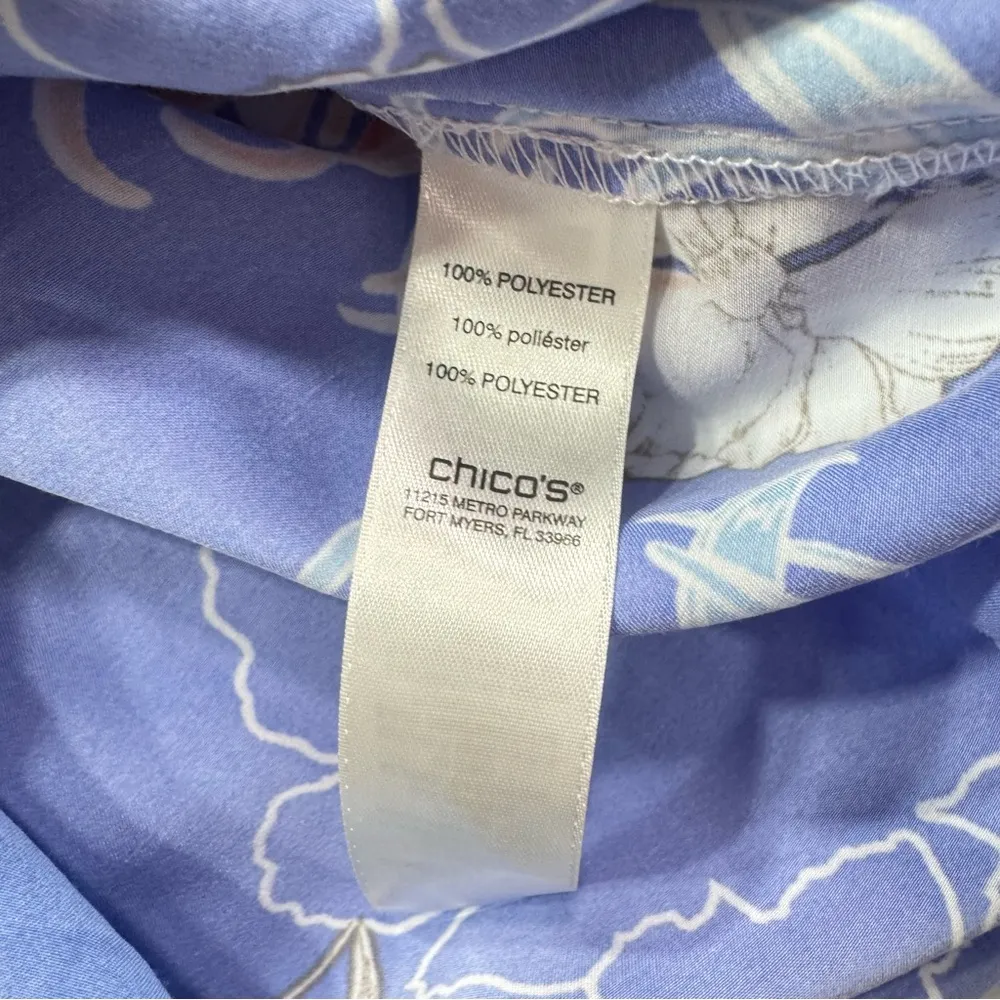 100% POLYESTER
100% poliéster
100% POLYESTER
chico's®
11215 METRO PARKWAY
FORT MYERS, FL 33966